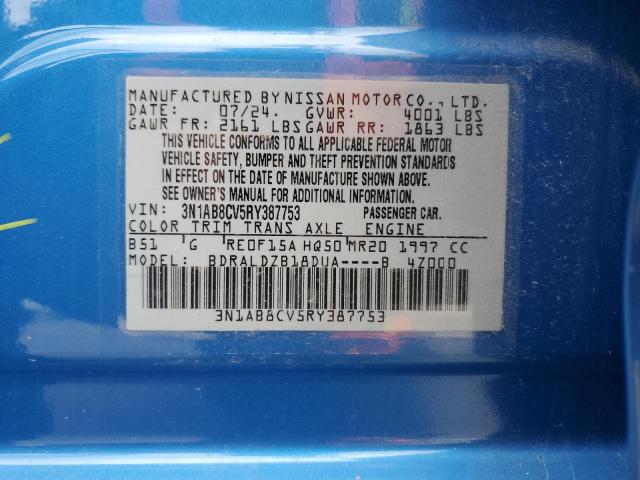 MANUFACTURED BY NISSAN MOTOR CO., LTD.
DATE: 07/24. GVWR: 4001 LBS
GAWR FR: 2161 LBS GAWR RR: 1863 LBS
THIS VEHICLE CONFORMS TO ALL APPLICABLE FEDERAL MOTOR
VEHICLE SAFETY, BUMPER AND THEFT PREVENTION STANDARDS
IN EFFECT ON THE DATE OF MANUFACTURE SHOWN ABOVE.
SEE OWNER'S MANUAL FOR ADDITIONAL INFORMATION.
VIN: 3N1AB8CV5RY387753 PASSENGER CAR.
COLOR TRIM TRANS AXLE ENGINE
B51 G RE0F15A HQ50 MR20 1997 CC
MODEL: BDRALDZB18DUA----B 4Z000
3N1AB8CV5RY387753